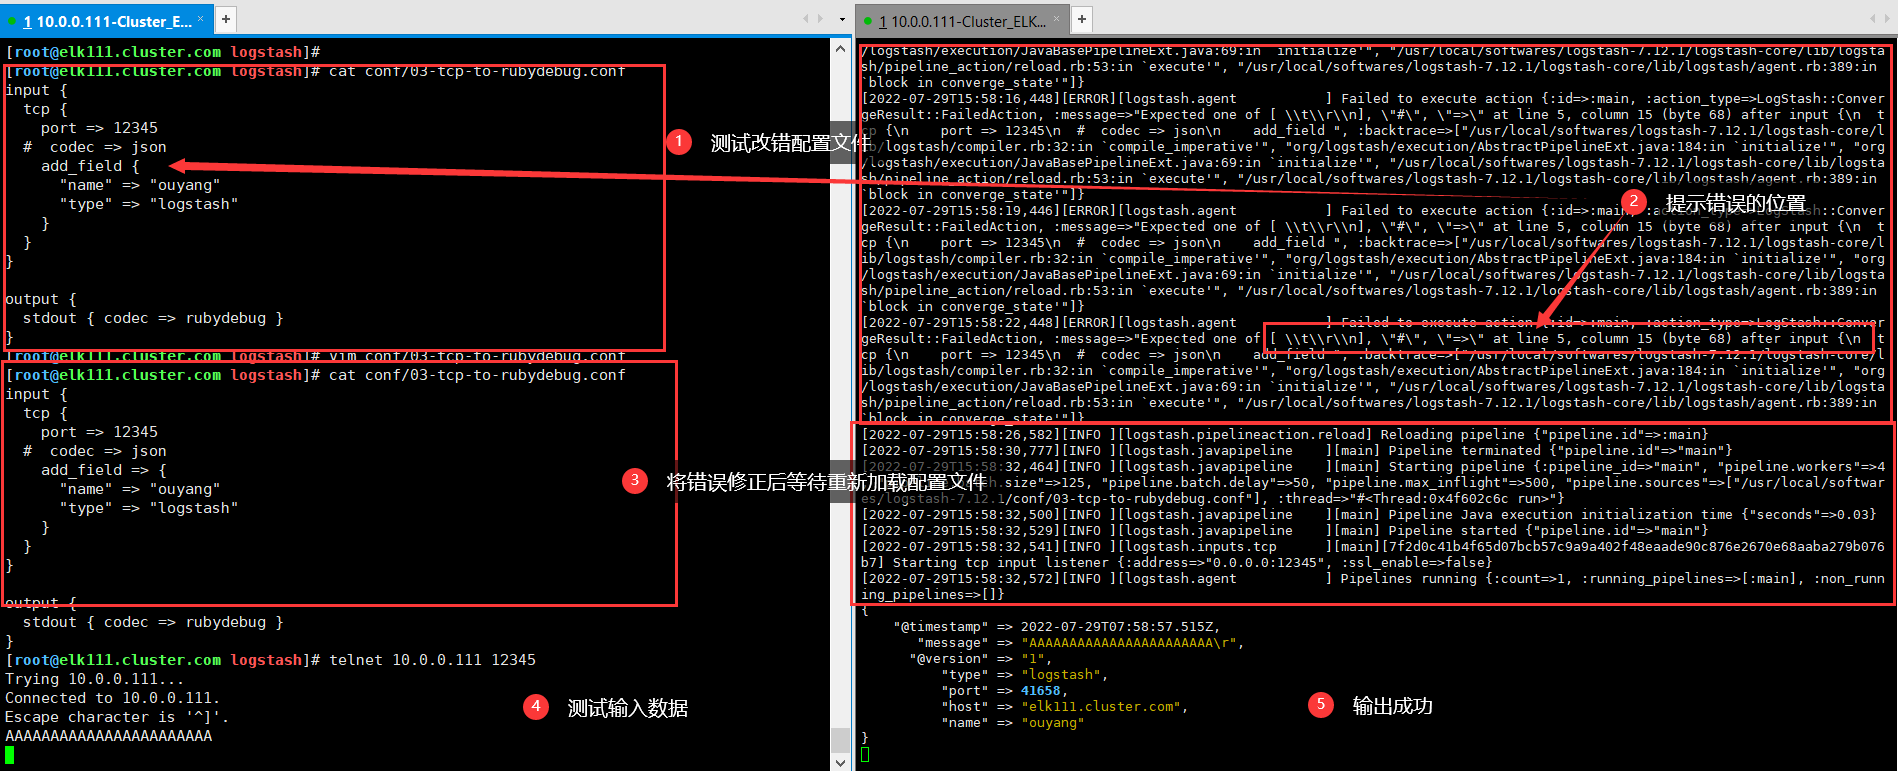 1 10.0.0.111-Cluster_E... × +
[root@elk111.cluster.com logstash]#
[root@elk111.cluster.com logstash]# cat conf/03-tcp-to-rubydebug.conf
input {
  tcp {
    port => 12345
  #  codec => json
    add_field {
      "name" => "ouyang"
      "type" => "logstash"
    }
  }
}

output {
  stdout { codec => rubydebug }
}
[root@elk111.cluster.com logstash]# vim conf/03-tcp-to-rubydebug.conf
[root@elk111.cluster.com logstash]# cat conf/03-tcp-to-rubydebug.conf
input {
  tcp {
    port => 12345
  #  codec => json
    add_field => {
      "name" => "ouyang"
      "type" => "logstash"
    }
  }
}

output {
  stdout { codec => rubydebug }
}
[root@elk111.cluster.com logstash]# telnet 10.0.0.111 12345
Trying 10.0.0.111...
Connected to 10.0.0.111.
Escape character is '^]'.
AAAAAAAAAAAAAAAAAAAAAAA
1 测试改错配置文件
2 提示错误的位置
3 将错误修正后等待重新加载配置文件
4 测试输入数据
5 输出成功
1 10.0.0.111-Cluster_ELK... × +
/logstash/execution/JavaBasePipelineExt.java:69:in `initialize'", "/usr/local/softwares/logstash-7.12.1/logstash-core/lib/logsta
sh/pipeline_action/reload.rb:53:in `execute'", "/usr/local/softwares/logstash-7.12.1/logstash-core/lib/logstash/agent.rb:389:in
`block in converge_state'"]}
[2022-07-29T15:58:16,448][ERROR][logstash.agent           ] Failed to execute action {:id=>:main, :action_type=>LogStash::Conver
geResult::FailedAction, :message=>"Expected one of [ \\t\\r\\n], \"#\", \"=>\" at line 5, column 15 (byte 68) after input {\n  t
cp {\n    port => 12345\n  #  codec => json\n    add_field ", :backtrace=>["/usr/local/softwares/logstash-7.12.1/logstash-core/l
ib/logstash/compiler.rb:32:in `compile_imperative'", "org/logstash/execution/AbstractPipelineExt.java:184:in `initialize'", "org
/logstash/execution/JavaBasePipelineExt.java:69:in `initialize'", "/usr/local/softwares/logstash-7.12.1/logstash-core/lib/logsta
sh/pipeline_action/reload.rb:53:in `execute'", "/usr/local/softwares/logstash-7.12.1/logstash-core/lib/logstash/agent.rb:389:in
`block in converge_state'"]}
[2022-07-29T15:58:19,446][ERROR][logstash.agent           ] Failed to execute action {:id=>:main, :action_type=>LogStash::Conver
geResult::FailedAction, :message=>"Expected one of [ \\t\\r\\n], \"#\", \"=>\" at line 5, column 15 (byte 68) after input {\n  t
cp {\n    port => 12345\n  #  codec => json\n    add_field ", :backtrace=>["/usr/local/softwares/logstash-7.12.1/logstash-core/l
ib/logstash/compiler.rb:32:in `compile_imperative'", "org/logstash/execution/AbstractPipelineExt.java:184:in `initialize'", "org
/logstash/execution/JavaBasePipelineExt.java:69:in `initialize'", "/usr/local/softwares/logstash-7.12.1/logstash-core/lib/logsta
sh/pipeline_action/reload.rb:53:in `execute'", "/usr/local/softwares/logstash-7.12.1/logstash-core/lib/logstash/agent.rb:389:in
`block in converge_state'"]}
[2022-07-29T15:58:22,448][ERROR][logstash.agent           ] Failed to execute action {:id=>:main, :action_type=>LogStash::Conver
geResult::FailedAction, :message=>"Expected one of [ \\t\\r\\n], \"#\", \"=>\" at line 5, column 15 (byte 68) after input {\n  t
cp {\n    port => 12345\n  #  codec => json\n    add_field ", :backtrace=>["/usr/local/softwares/logstash-7.12.1/logstash-core/l
ib/logstash/compiler.rb:32:in `compile_imperative'", "org/logstash/execution/AbstractPipelineExt.java:184:in `initialize'", "org
/logstash/execution/JavaBasePipelineExt.java:69:in `initialize'", "/usr/local/softwares/logstash-7.12.1/logstash-core/lib/logsta
sh/pipeline_action/reload.rb:53:in `execute'", "/usr/local/softwares/logstash-7.12.1/logstash-core/lib/logstash/agent.rb:389:in
`block in converge_state'"]}
[2022-07-29T15:58:26,582][INFO ][logstash.pipelineaction.reload] Reloading pipeline {"pipeline.id"=>:main}
[2022-07-29T15:58:30,777][INFO ][logstash.javapipeline    ][main] Pipeline terminated {"pipeline.id"=>"main"}
[2022-07-29T15:58:32,464][INFO ][logstash.javapipeline    ][main] Starting pipeline {:pipeline_id=>"main", "pipeline.workers"=>4
.size"=>125, "pipeline.batch.delay"=>50, "pipeline.max_inflight"=>500, "pipeline.sources"=>["/usr/local/softwar
es/logstash-7.12.1/conf/03-tcp-to-rubydebug.conf"], :thread=>"#<Thread:0x4f602c6c run>"}
[2022-07-29T15:58:32,500][INFO ][logstash.javapipeline    ][main] Pipeline Java execution initialization time {"seconds"=>0.03}
[2022-07-29T15:58:32,529][INFO ][logstash.javapipeline    ][main] Pipeline started {"pipeline.id"=>"main"}
[2022-07-29T15:58:32,541][INFO ][logstash.inputs.tcp      ][main][7f2d0c41b4f65d07bcb57c9a9a402f48eaade90c876e2670e68aaba279b076
b7] Starting tcp input listener {:address=>"0.0.0.0:12345", :ssl_enable=>false}
[2022-07-29T15:58:32,572][INFO ][logstash.agent           ] Pipelines running {:count=>1, :running_pipelines=>[:main], :non_runn
ing_pipelines=>[]}
{
    "@timestamp" => 2022-07-29T07:58:57.515Z,
       "message" => "AAAAAAAAAAAAAAAAAAAAAAA\r",
      "@version" => "1",
          "type" => "logstash",
          "port" => 41658,
          "host" => "elk111.cluster.com",
          "name" => "ouyang"
}